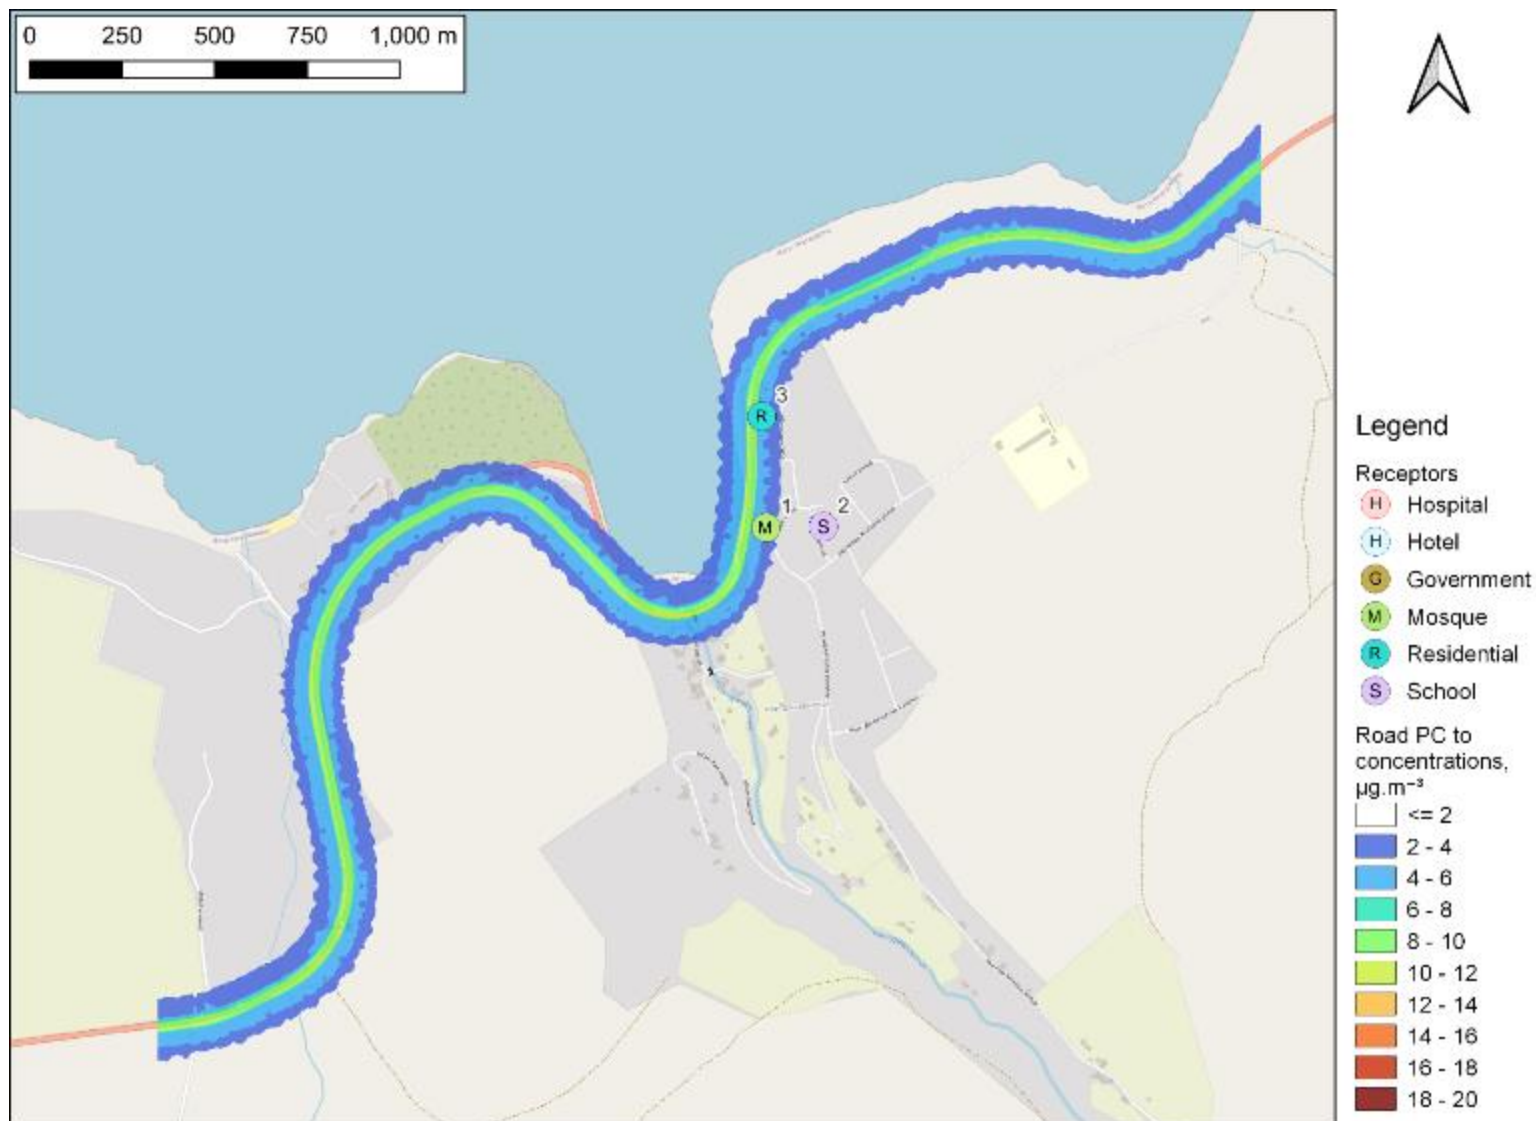 0 250 500 750 1,000 m
3
1
2
R
M
S
Legend
Receptors
H Hospital
H Hotel
G Government
M Mosque
R Residential
S School
Road PC to
concentrations,
µg.m⁻³
<= 2
2 - 4
4 - 6
6 - 8
8 - 10
10 - 12
12 - 14
14 - 16
16 - 18
18 - 20